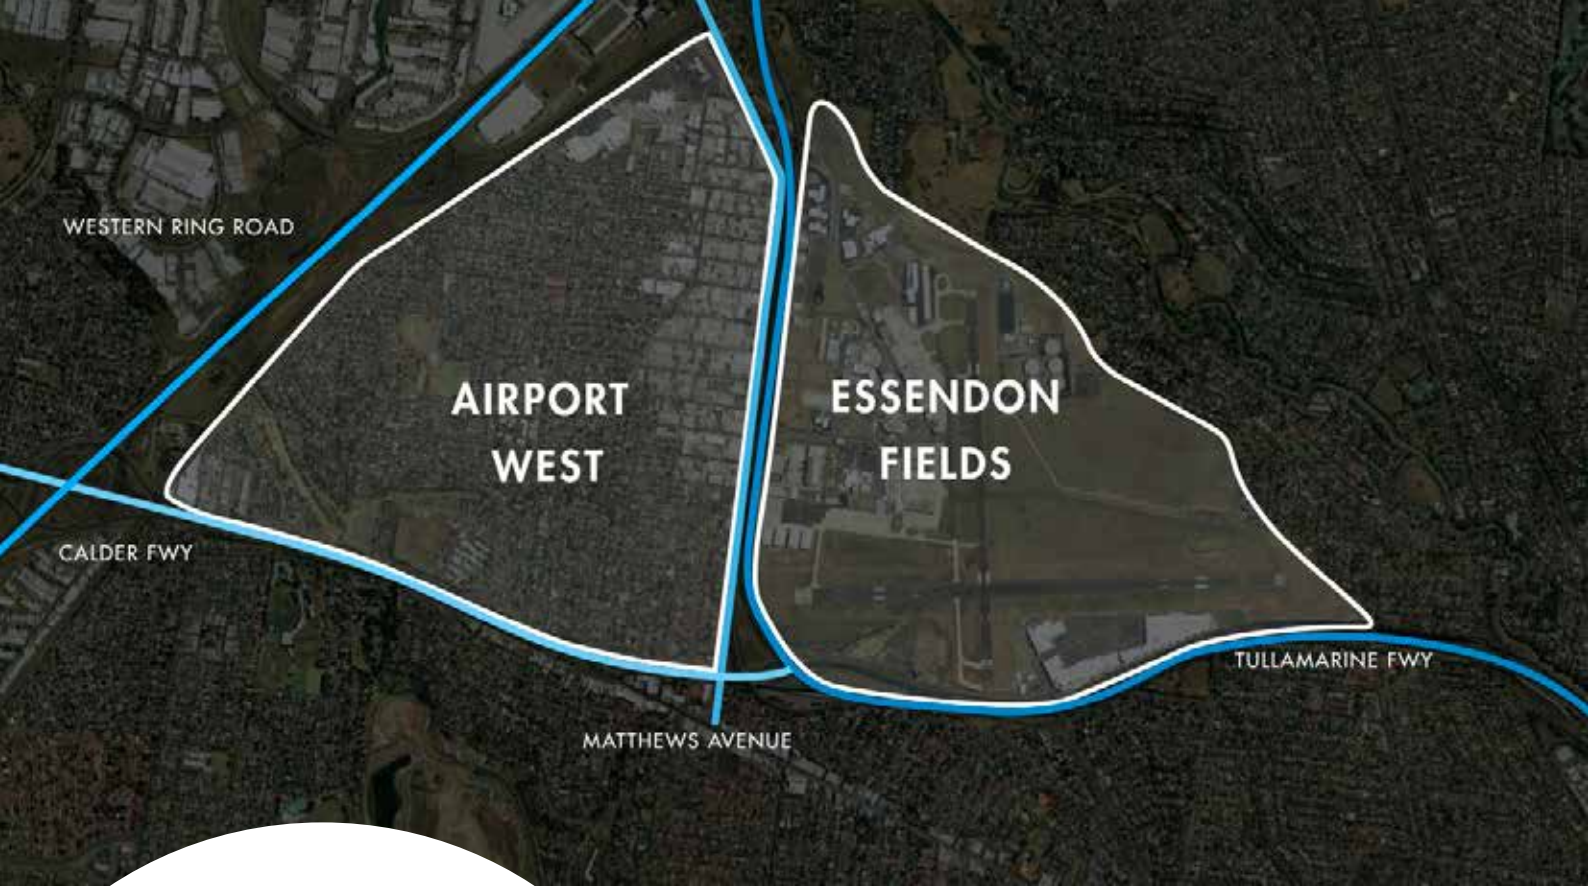 WESTERN RING ROAD
AIRPORT
WEST
ESSENDON
FIELDS
CALDER FWY
TULLAMARINE FWY
MATTHEWS AVENUE